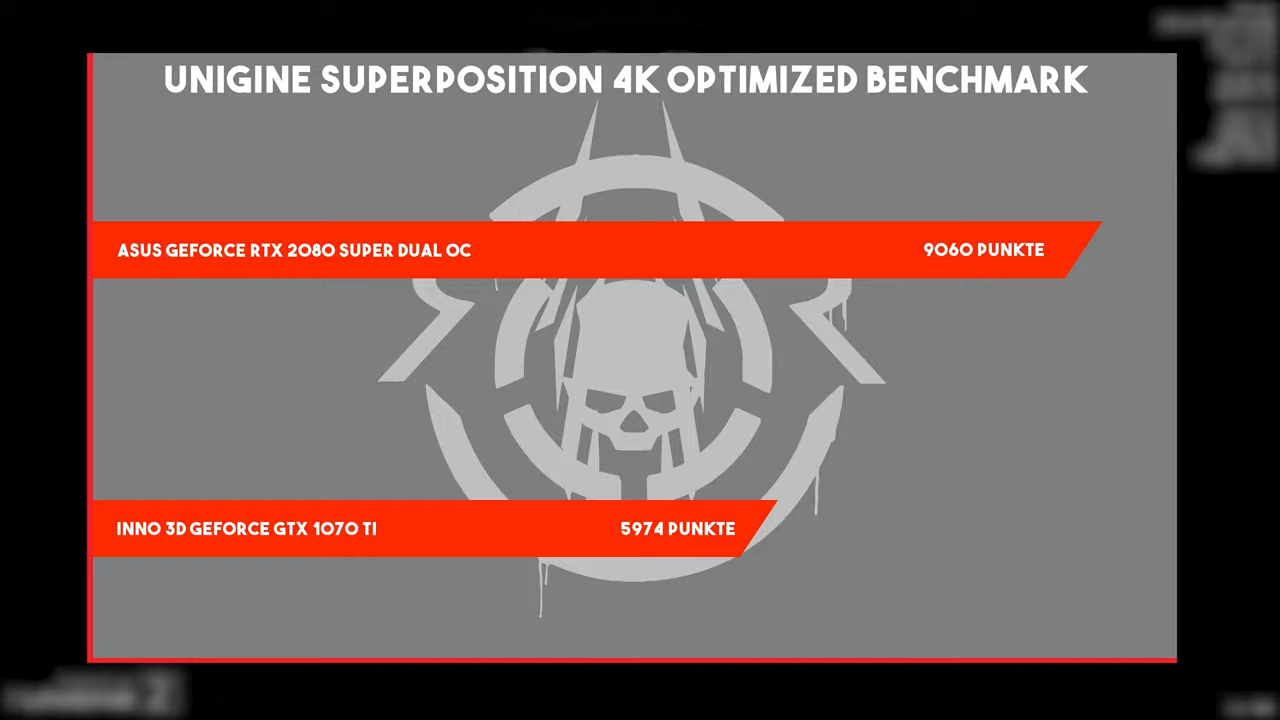 UNIGINE SUPERPOSITION 4K OPTIMIZED BENCHMARK
ASUS GEFORCE RTX 2080 SUPER DUAL OC
9060 PUNKTE
INNO 3D GEFORCE GTX 1070 TI
5974 PUNKTE